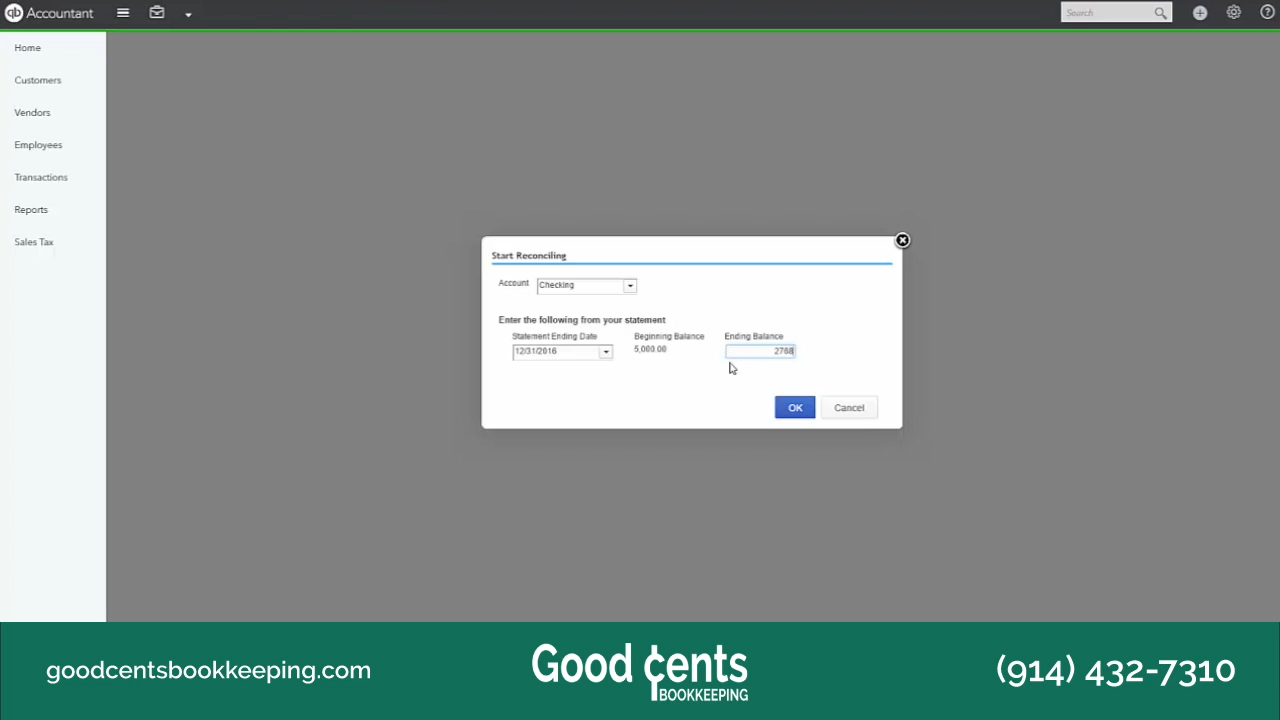 qb Accountant
Search
Home
Customers
Vendors
Employees
Transactions
Reports
Sales Tax
Start Reconciling
Account Checking
Enter the following from your statement
Statement Ending Date Beginning Balance Ending Balance
12/31/2016 5,000.00 2768
OK Cancel
goodcentsbookkeeping.com
Good cents
BOOKKEEPING
(914) 432-7310